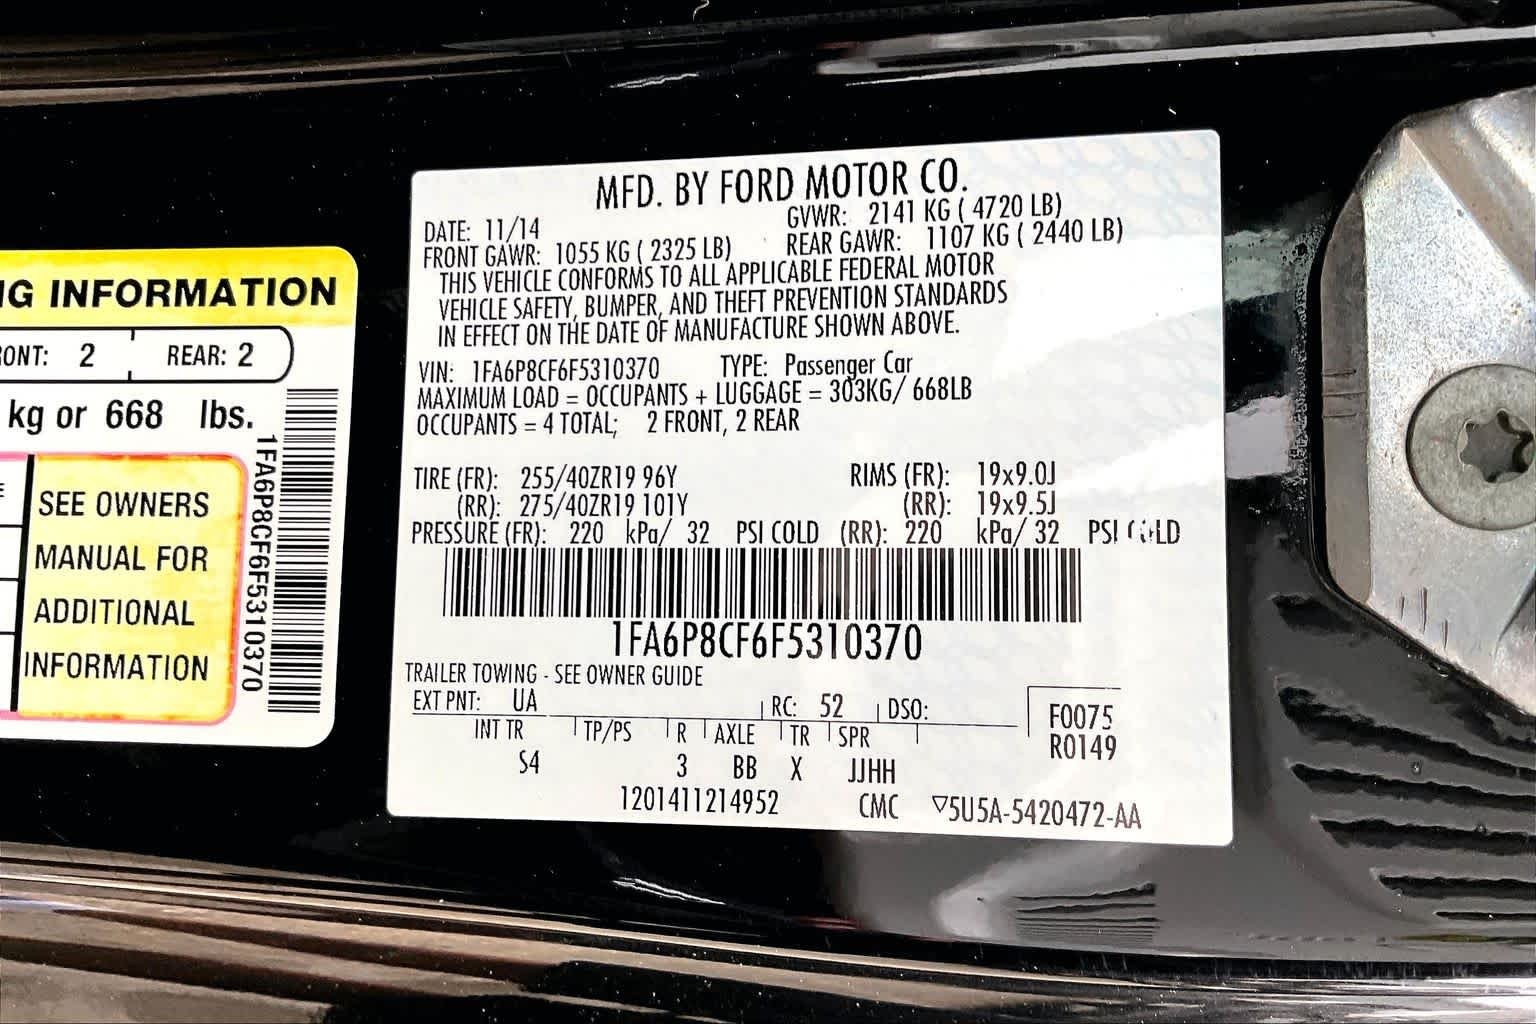 NG INFORMATION
FRONT: 2 REAR: 2
kg or 668 lbs.
SEE OWNERS
MANUAL FOR
ADDITIONAL
INFORMATION
1FA6P8CF6F5310370
MFD. BY FORD MOTOR CO.
DATE: 11/14 GVWR: 2141 KG ( 4720 LB)
FRONT GAWR: 1055 KG ( 2325 LB) REAR GAWR: 1107 KG ( 2440 LB)
THIS VEHICLE CONFORMS TO ALL APPLICABLE FEDERAL MOTOR
VEHICLE SAFETY, BUMPER, AND THEFT PREVENTION STANDARDS
IN EFFECT ON THE DATE OF MANUFACTURE SHOWN ABOVE.
VIN: 1FA6P8CF6F5310370 TYPE: Passenger Car
MAXIMUM LOAD = OCCUPANTS + LUGGAGE = 303KG/ 668LB
OCCUPANTS = 4 TOTAL; 2 FRONT, 2 REAR
TIRE (FR): 255/40ZR19 96Y RIMS (FR): 19x9.0J
(RR): 275/40ZR19 101Y (RR): 19x9.5J
PRESSURE (FR): 220 kPa/ 32 PSI COLD (RR): 220 kPa/ 32 PSI COLD
1FA6P8CF6F5310370
TRAILER TOWING - SEE OWNER GUIDE
EXT PNT: UA RC: 52 DSO: F0075
INT TR TP/PS R AXLE TR SPR R0149
S4 3 BB X JJHH
1201411214952 CMC ▽5U5A-5420472-AA